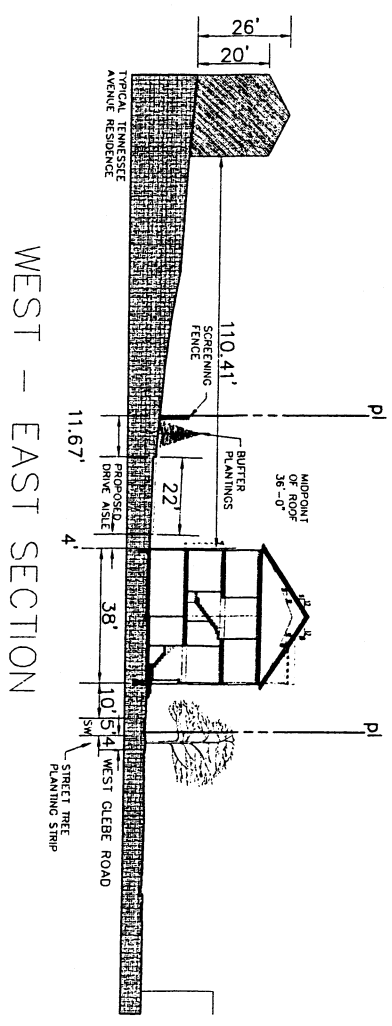 26'
20'
TYPICAL TENNESSEE
AVENUE RESIDENCE
110.41'
SCREENING
FENCE
pl
BUFFER
PLANTINGS
11.67'
22'
PROPOSED
DRIVE AISLE
4'
MIDPOINT
OF ROOF
36'-0"
38'
10'
5'
4'
SW
pl
STREET TREE
PLANTING STRIP
WEST GLEBE ROAD
WEST - EAST SECTION